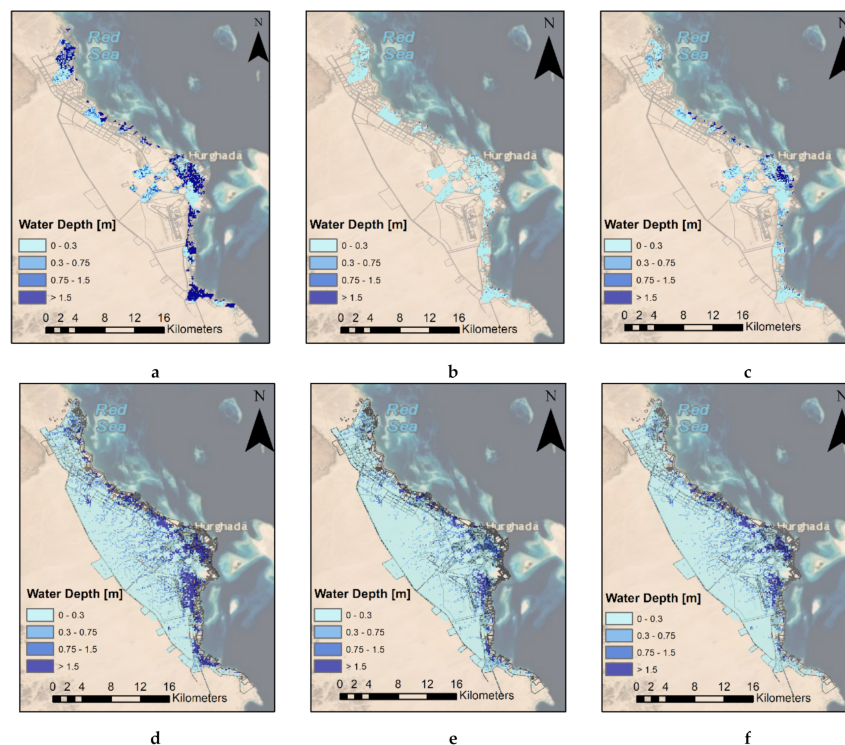 N
Red
Sea
Hurghada
Water Depth [m]
0 - 0.3
0.3 - 0.75
0.75 - 1.5
> 1.5
0 2 4 8 12 16
Kilometers
a
N
Red
Sea
Hurghada
Water Depth [m]
0 - 0.3
0.3 - 0.75
0.75 - 1.5
> 1.5
0 2 4 8 12 16
Kilometers
b
N
Red
Sea
Hurghada
Water Depth [m]
0 - 0.3
0.3 - 0.75
0.75 - 1.5
> 1.5
0 2 4 8 12 16
Kilometers
c
N
Red
Sea
Hurghada
Water Depth [m]
0 - 0.3
0.3 - 0.75
0.75 - 1.5
> 1.5
0 2 4 8 12 16
Kilometers
d
N
Red
Sea
Hurghada
Water Depth [m]
0 - 0.3
0.3 - 0.75
0.75 - 1.5
> 1.5
0 2 4 8 12 16
Kilometers
e
N
Red
Sea
Hurghada
Water Depth [m]
0 - 0.3
0.3 - 0.75
0.75 - 1.5
> 1.5
0 2 4 8 12 16
Kilometers
f